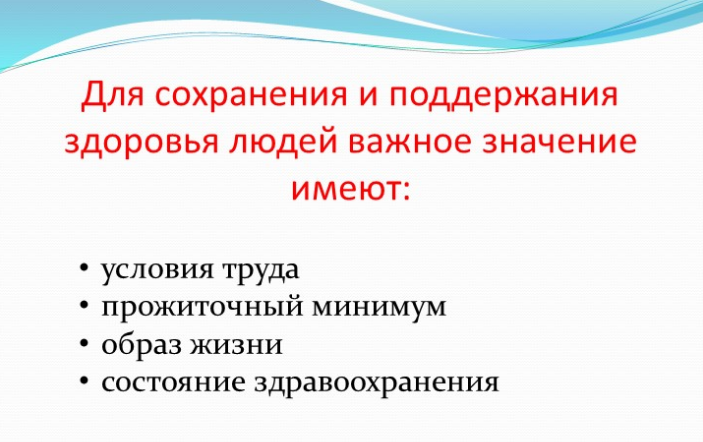 Для сохранения и поддержания
здоровья людей важное значение
имеют:
• условия труда
• прожиточный минимум
• образ жизни
• состояние здравоохранения